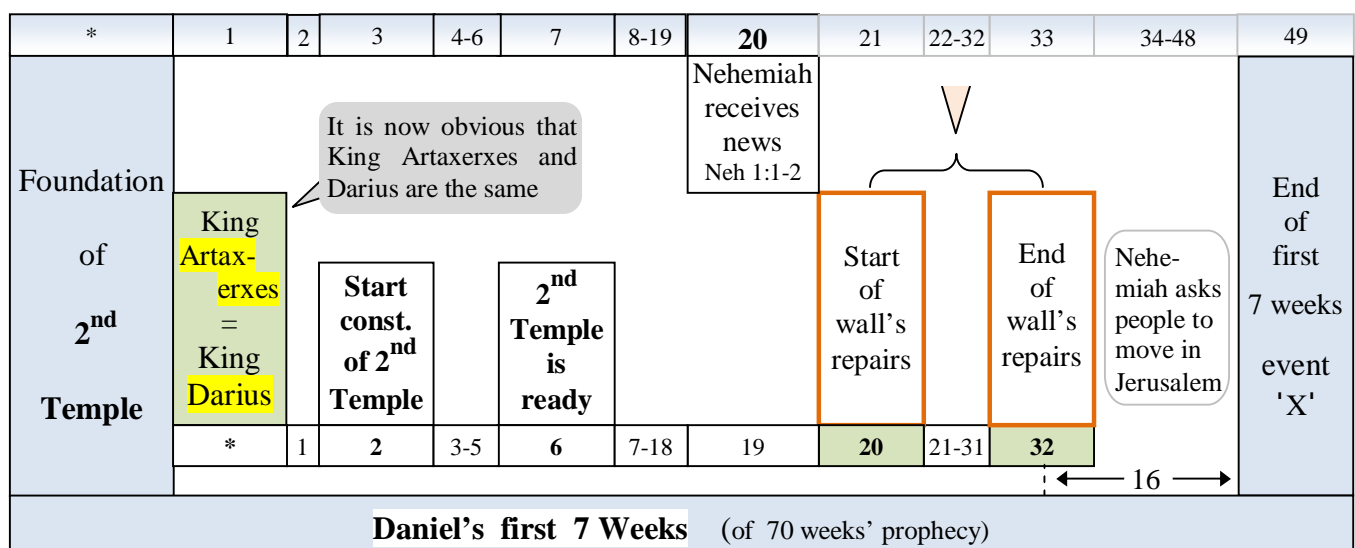 * 1 2 3 4-6 7 8-19 20 21 22-32 33 34-48 49
Foundation
of
2nd
Temple
King
Artax-
erxes
=
King
Darius
It is now obvious that
King Artaxerxes and
Darius are the same
Start
const.
of 2nd
Temple
2nd
Temple
is
ready
Nehemiah
receives
news
Neh 1:1-2
Start
of
wall's
repairs
End
of
wall's
repairs
Nehe-
miah asks
people to
move in
Jerusalem
End
of
first
7 weeks
event
'X'
* 1 2 3-5 6 7-18 19 20 21-31 32
16
Daniel's first 7 Weeks (of 70 weeks' prophecy)